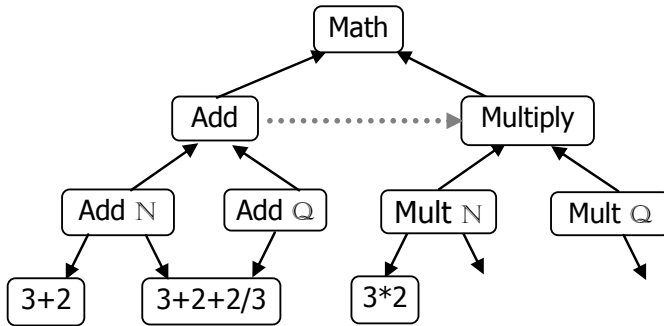 Math
Add
Multiply
Add ℕ
Add ℚ
Mult ℕ
Mult ℚ
3+2
3+2+2/3
3*2